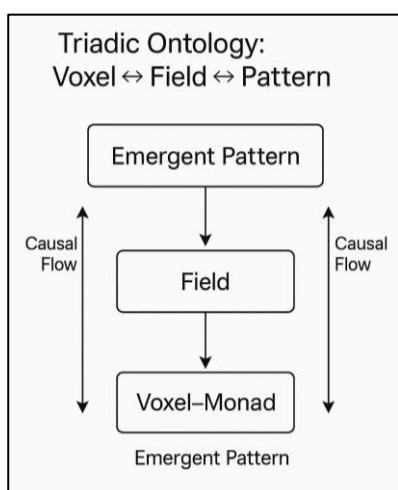 Triadic Ontology:
Voxel ↔ Field ↔ Pattern
Emergent Pattern
Causal
Flow
Causal
Flow
Field
Voxel–Monad
Emergent Pattern